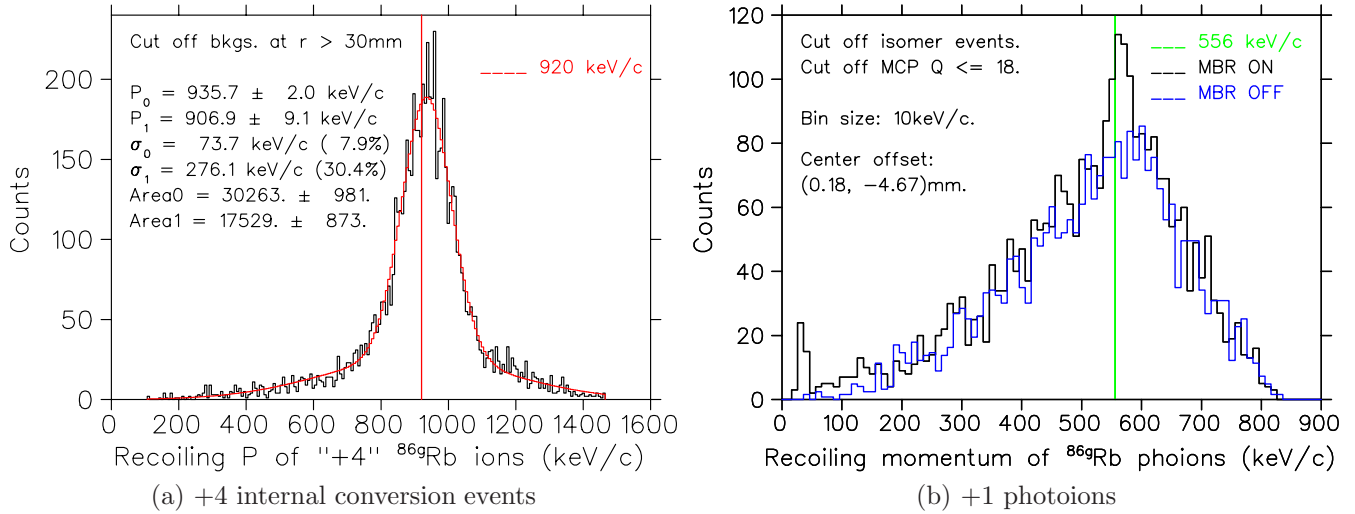 Cut off bkgs. at r > 30mm
____ 920 keV/c
P0 = 935.7 ± 2.0 keV/c
P1 = 906.9 ± 9.1 keV/c
σ0 = 73.7 keV/c ( 7.9%)
σ1 = 276.1 keV/c (30.4%)
Area0 = 30263. ± 981.
Area1 = 17529. ± 873.
Counts
200
150
100
50
0
0 200 400 600 800 1000 1200 1400 1600
Recoiling P of "+4" 86gRb ions (keV/c)
(a) +4 internal conversion events
Cut off isomer events.
Cut off MCP Q <= 18.
Bin size: 10keV/c.
Center offset:
(0.18, -4.67)mm.
___ 556 keV/c
___ MBR ON
___ MBR OFF
Counts
120
100
80
60
40
20
0
0 100 200 300 400 500 600 700 800 900
Recoiling momentum of 86gRb phoions (keV/c)
(b) +1 photoions